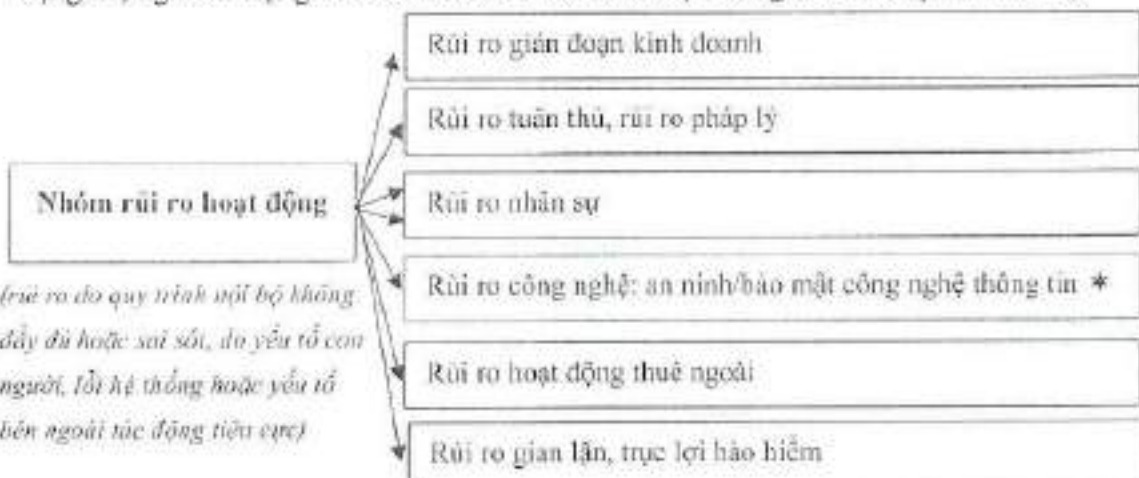 Rủi ro gián đoạn kinh doanh
Rủi ro tuân thủ, rủi ro pháp lý
Nhóm rủi ro hoạt động
Rủi ro nhân sự
Rủi ro công nghệ: an ninh/bảo mật công nghệ thông tin *
(rủi ro do quy trình nội bộ không
đầy đủ hoặc sai sót, do yếu tố con
người, lỗi hệ thống hoặc yếu tố
bên ngoài tác động tiêu cực)
Rủi ro hoạt động thuê ngoài
Rủi ro gian lận, trục lợi bảo hiểm